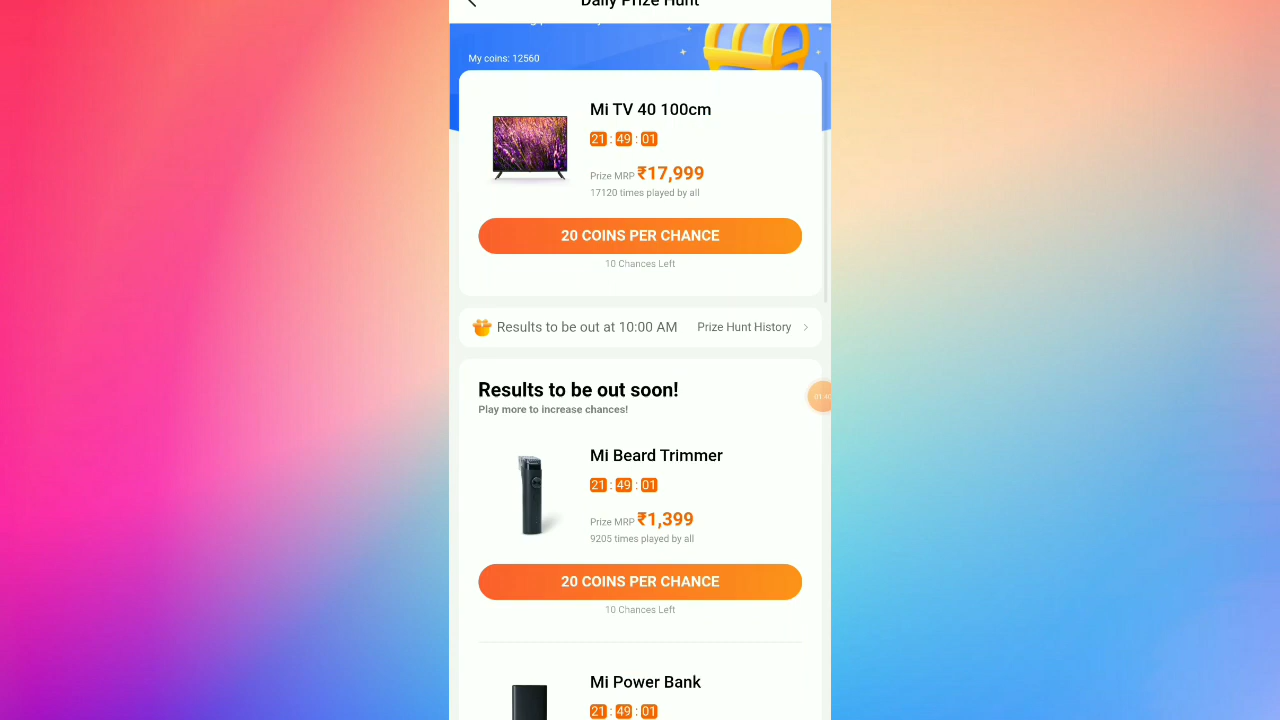 Daily Prize Hunt
My coins: 12560
Mi TV 40 100cm
21 : 49 : 01
Prize MRP ₹17,999
17120 times played by all
20 COINS PER CHANCE
10 Chances Left
Results to be out at 10:00 AM Prize Hunt History
Results to be out soon!
Play more to increase chances!
Mi Beard Trimmer
21 : 49 : 01
Prize MRP ₹1,399
9205 times played by all
20 COINS PER CHANCE
10 Chances Left
Mi Power Bank
21 : 49 : 01